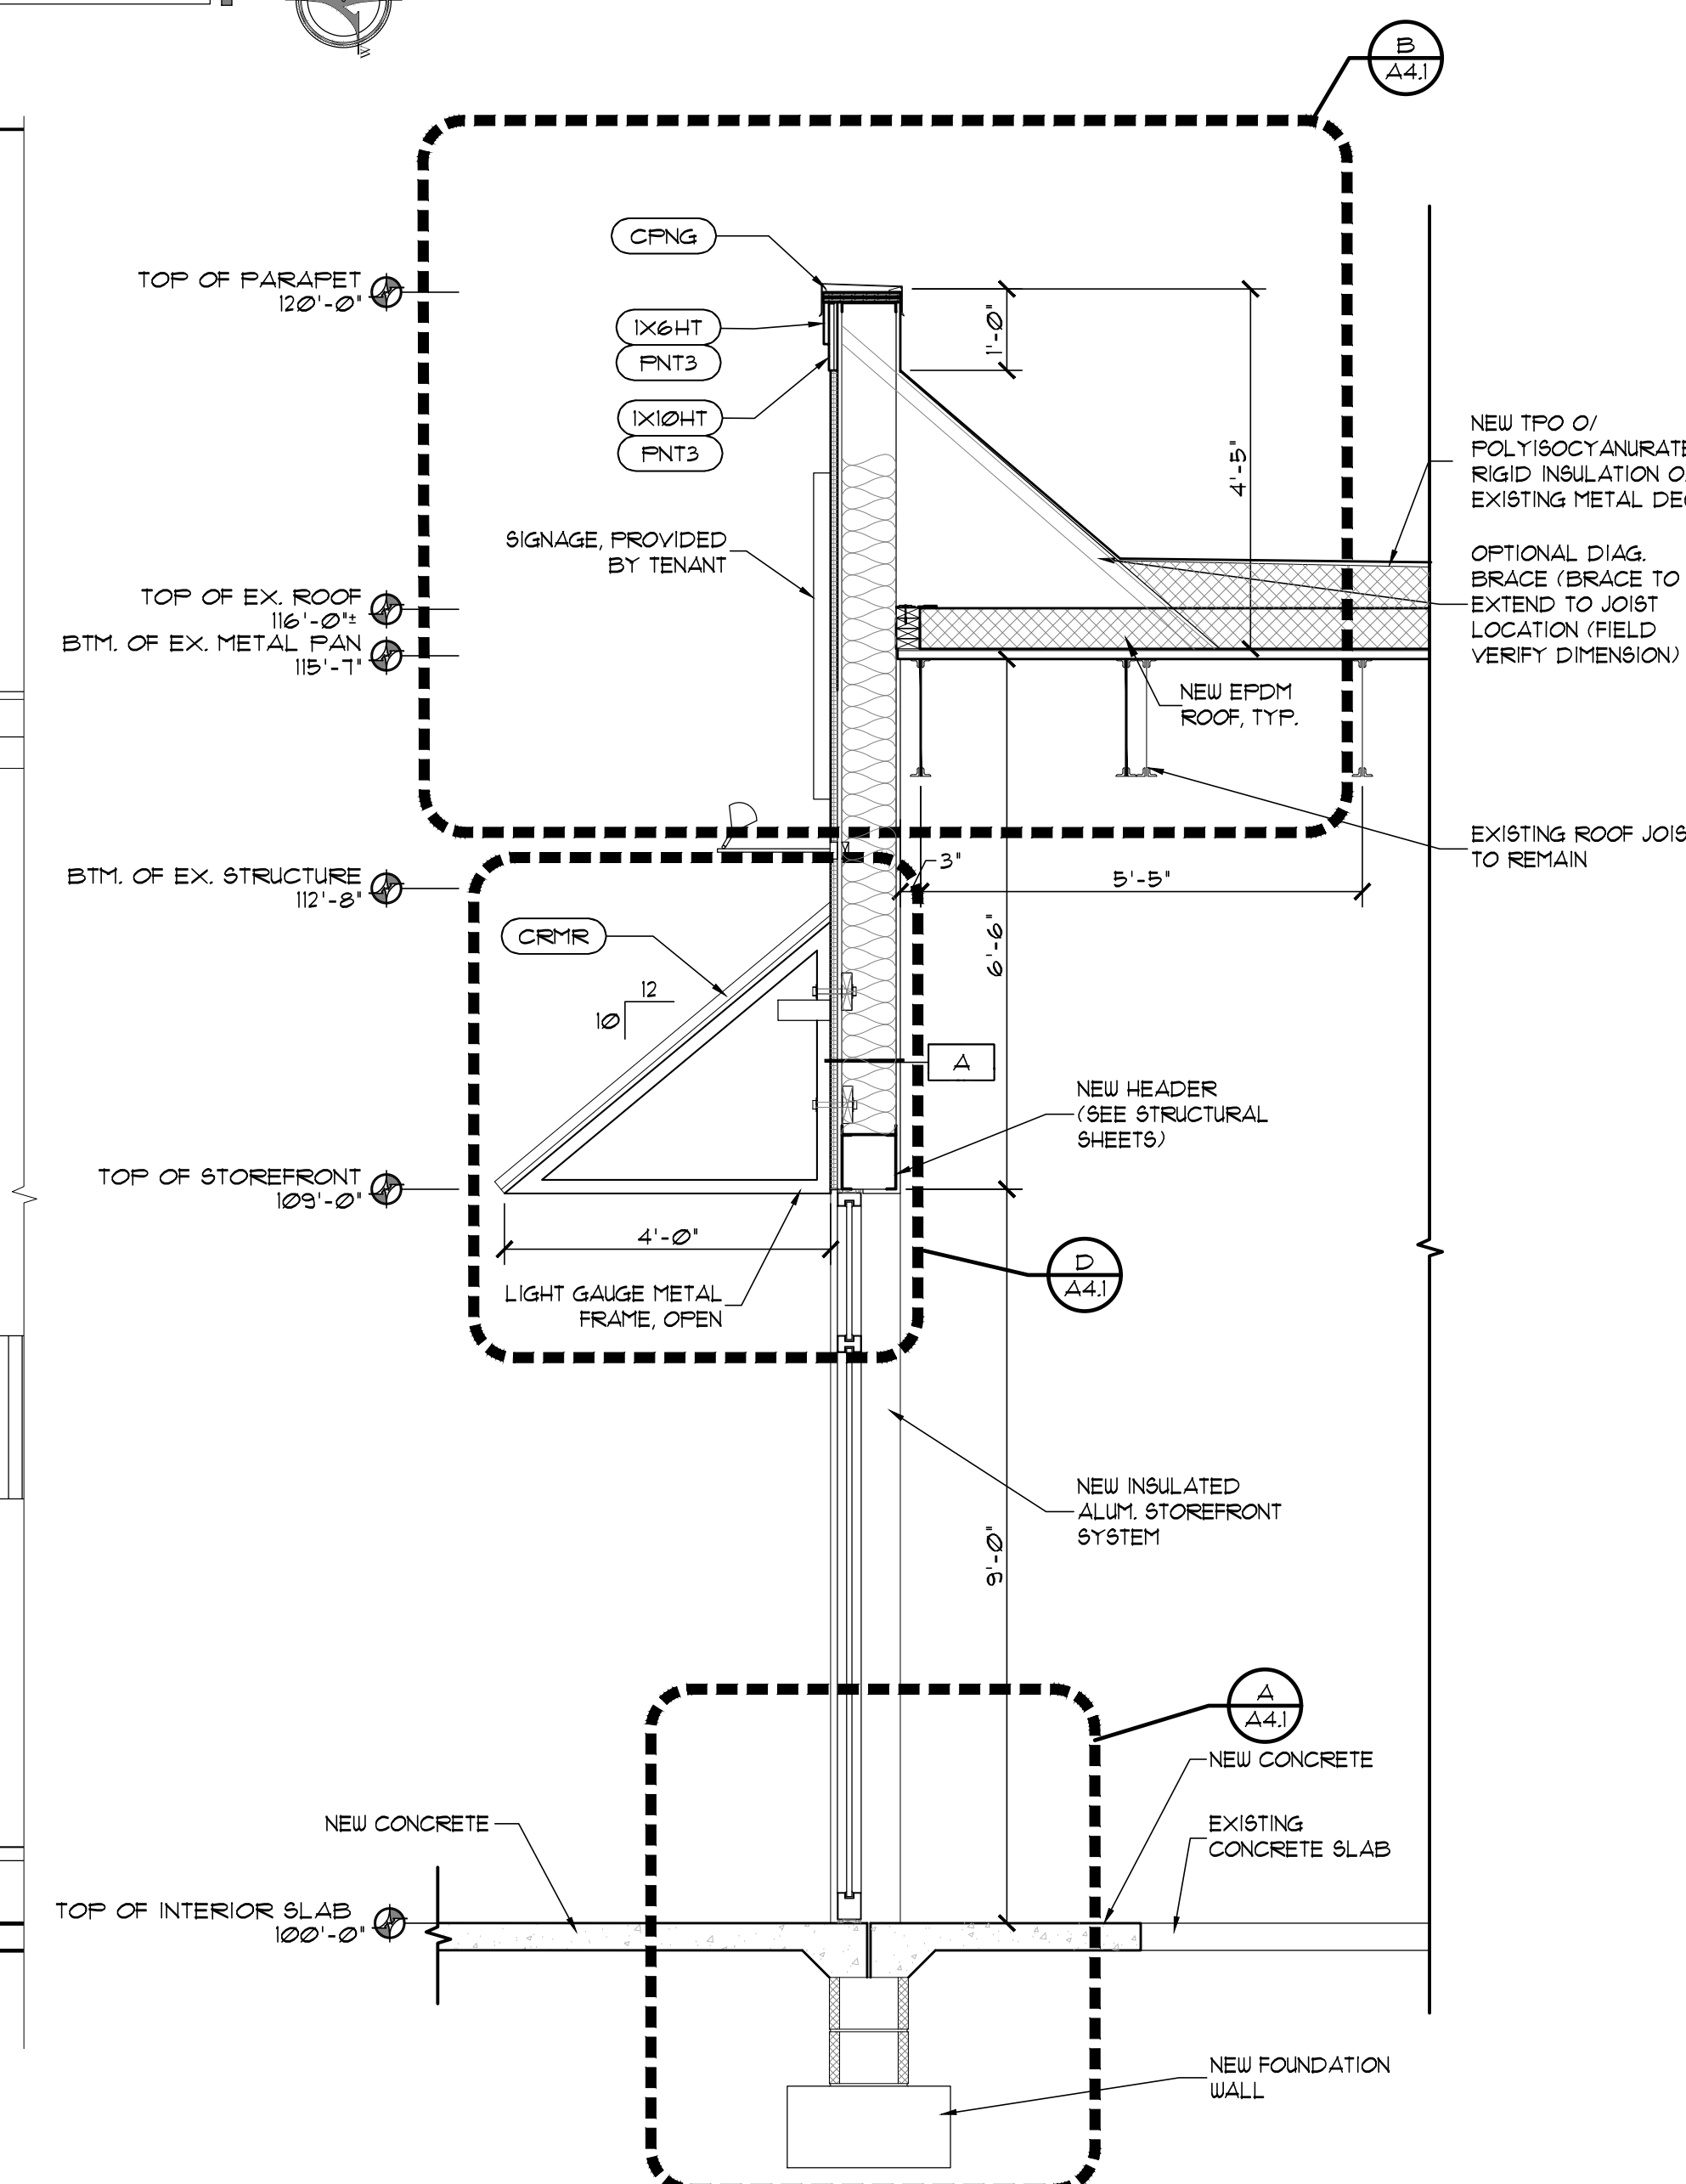 B
A4.1
CPNG
TOP OF PARAPET
120'-0"
1X6HT
PNT3
1'-0"
1X10HT
PNT3
NEW TPO O/
POLYISOCYANURATE
RIGID INSULATION O
EXISTING METAL DE
4'-5"
SIGNAGE, PROVIDED
BY TENANT
OPTIONAL DIAG.
BRACE (BRACE TO
EXTEND TO JOIST
LOCATION (FIELD
VERIFY DIMENSION)
TOP OF EX. ROOF
116'-0"±
BTM. OF EX. METAL PAN
115'-7"
NEW EPDM
ROOF, TYP.
EXISTING ROOF JOIS
TO REMAIN
3"
5'-5"
BTM. OF EX. STRUCTURE
112'-8"
CRMR
6'-6"
12
10
A
NEW HEADER
(SEE STRUCTURAL
SHEETS)
TOP OF STOREFRONT
109'-0"
4'-0"
D
A4.1
LIGHT GAUGE METAL
FRAME, OPEN
NEW INSULATED
ALUM. STOREFRONT
SYSTEM
9'-0"
A
A4.1
NEW CONCRETE
NEW CONCRETE
EXISTING
CONCRETE SLAB
TOP OF INTERIOR SLAB
100'-0"
NEW FOUNDATION
WALL